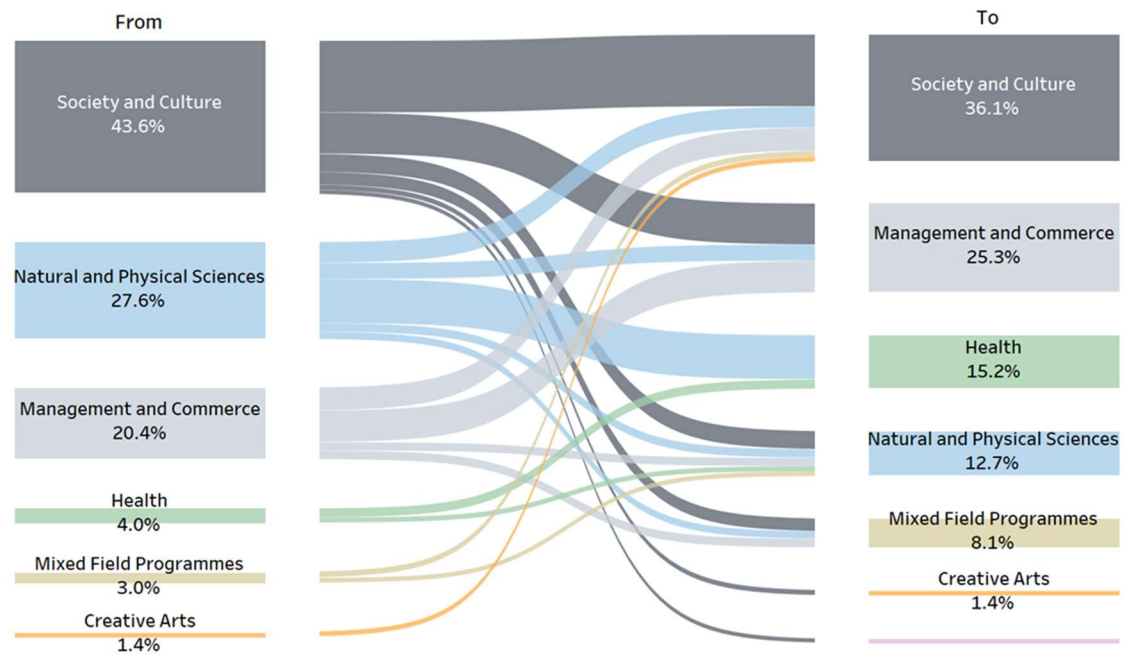 From
Society and Culture
43.6%
Natural and Physical Sciences
27.6%
Management and Commerce
20.4%
Health
4.0%
Mixed Field Programmes
3.0%
Creative Arts
1.4%
To
Society and Culture
36.1%
Management and Commerce
25.3%
Health
15.2%
Natural and Physical Sciences
12.7%
Mixed Field Programmes
8.1%
Creative Arts
1.4%